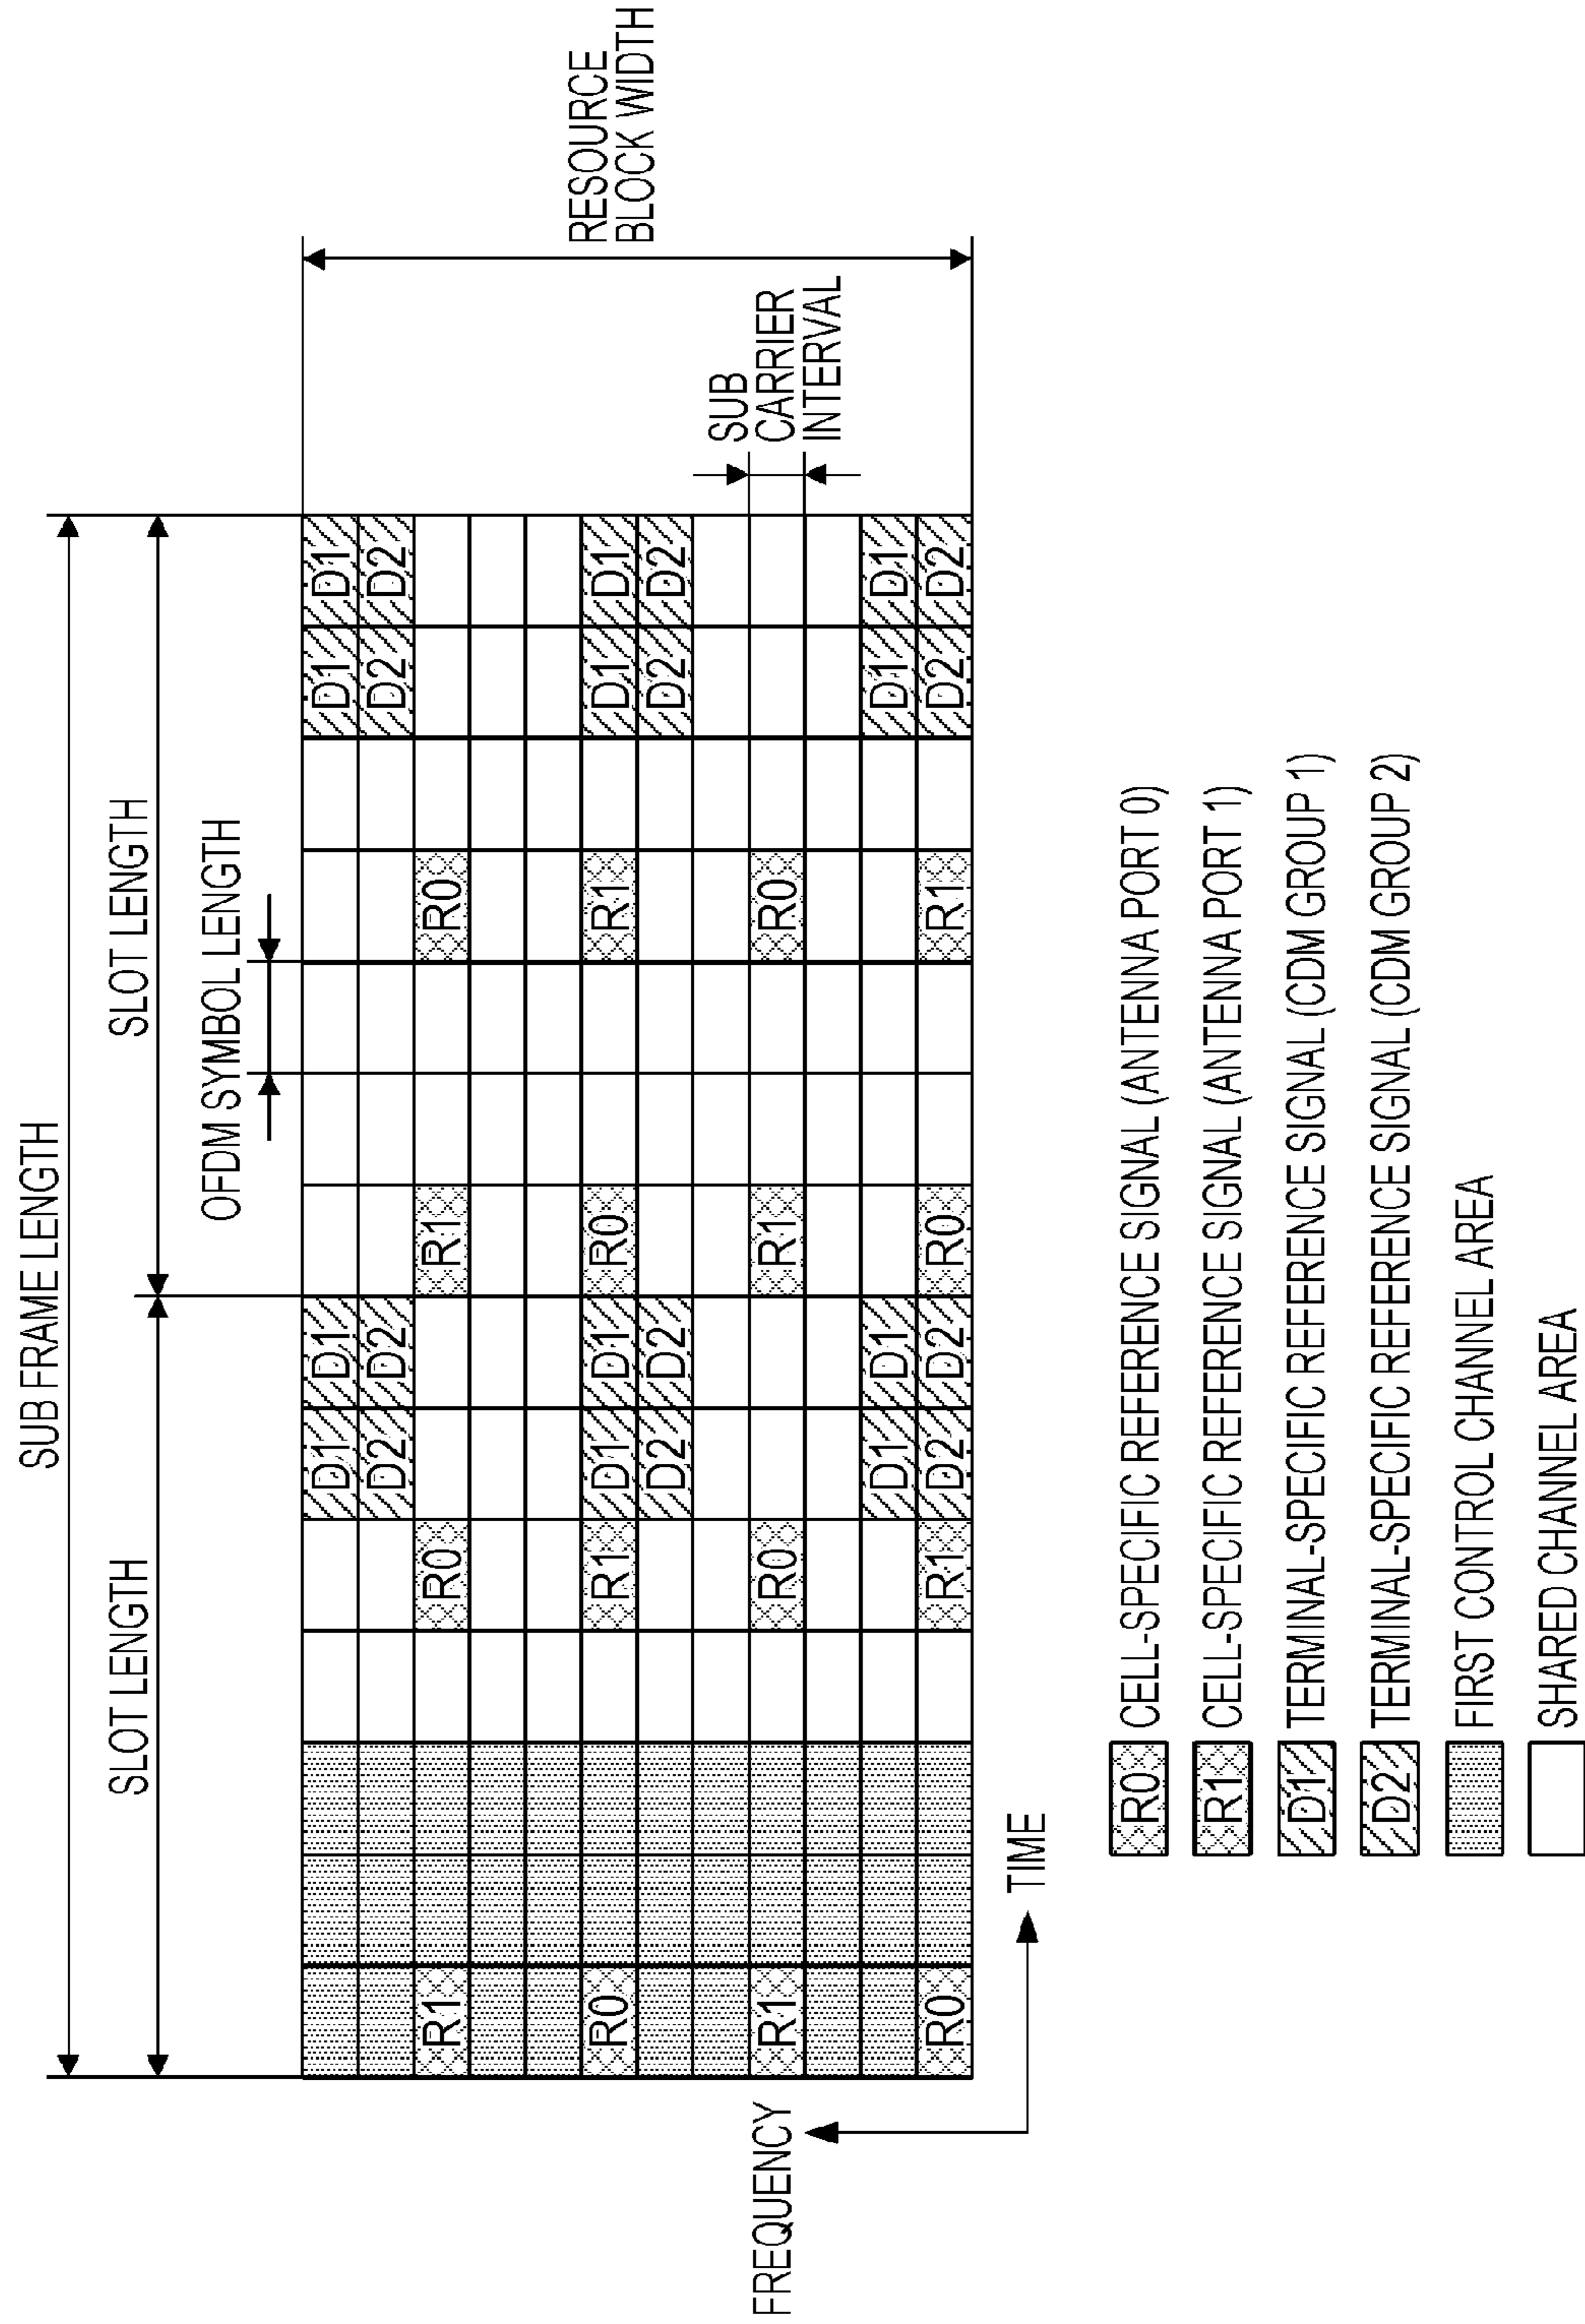 SUB FRAME LENGTH
SLOT LENGTH
SLOT LENGTH
OFDM SYMBOL LENGTH
D1 D1 D1 D1
D2 D2 D2 D2
R1 R0 R1 R0
R0 R1 D1 D1 R0 R1 D1 D1
D2 D2 D2 D2
R1 R0 R1 R0
D1 D1 D1 D1
R0 R1 D2 D2 R0 R1 D2 D2
RESOURCE
BLOCK WIDTH
SUB
CARRIER
INTERVAL
FREQUENCY
TIME
R0 CELL-SPECIFIC REFERENCE SIGNAL (ANTENNA PORT 0)
R1 CELL-SPECIFIC REFERENCE SIGNAL (ANTENNA PORT 1)
D1 TERMINAL-SPECIFIC REFERENCE SIGNAL (CDM GROUP 1)
D2 TERMINAL-SPECIFIC REFERENCE SIGNAL (CDM GROUP 2)
FIRST CONTROL CHANNEL AREA
SHARED CHANNEL AREA